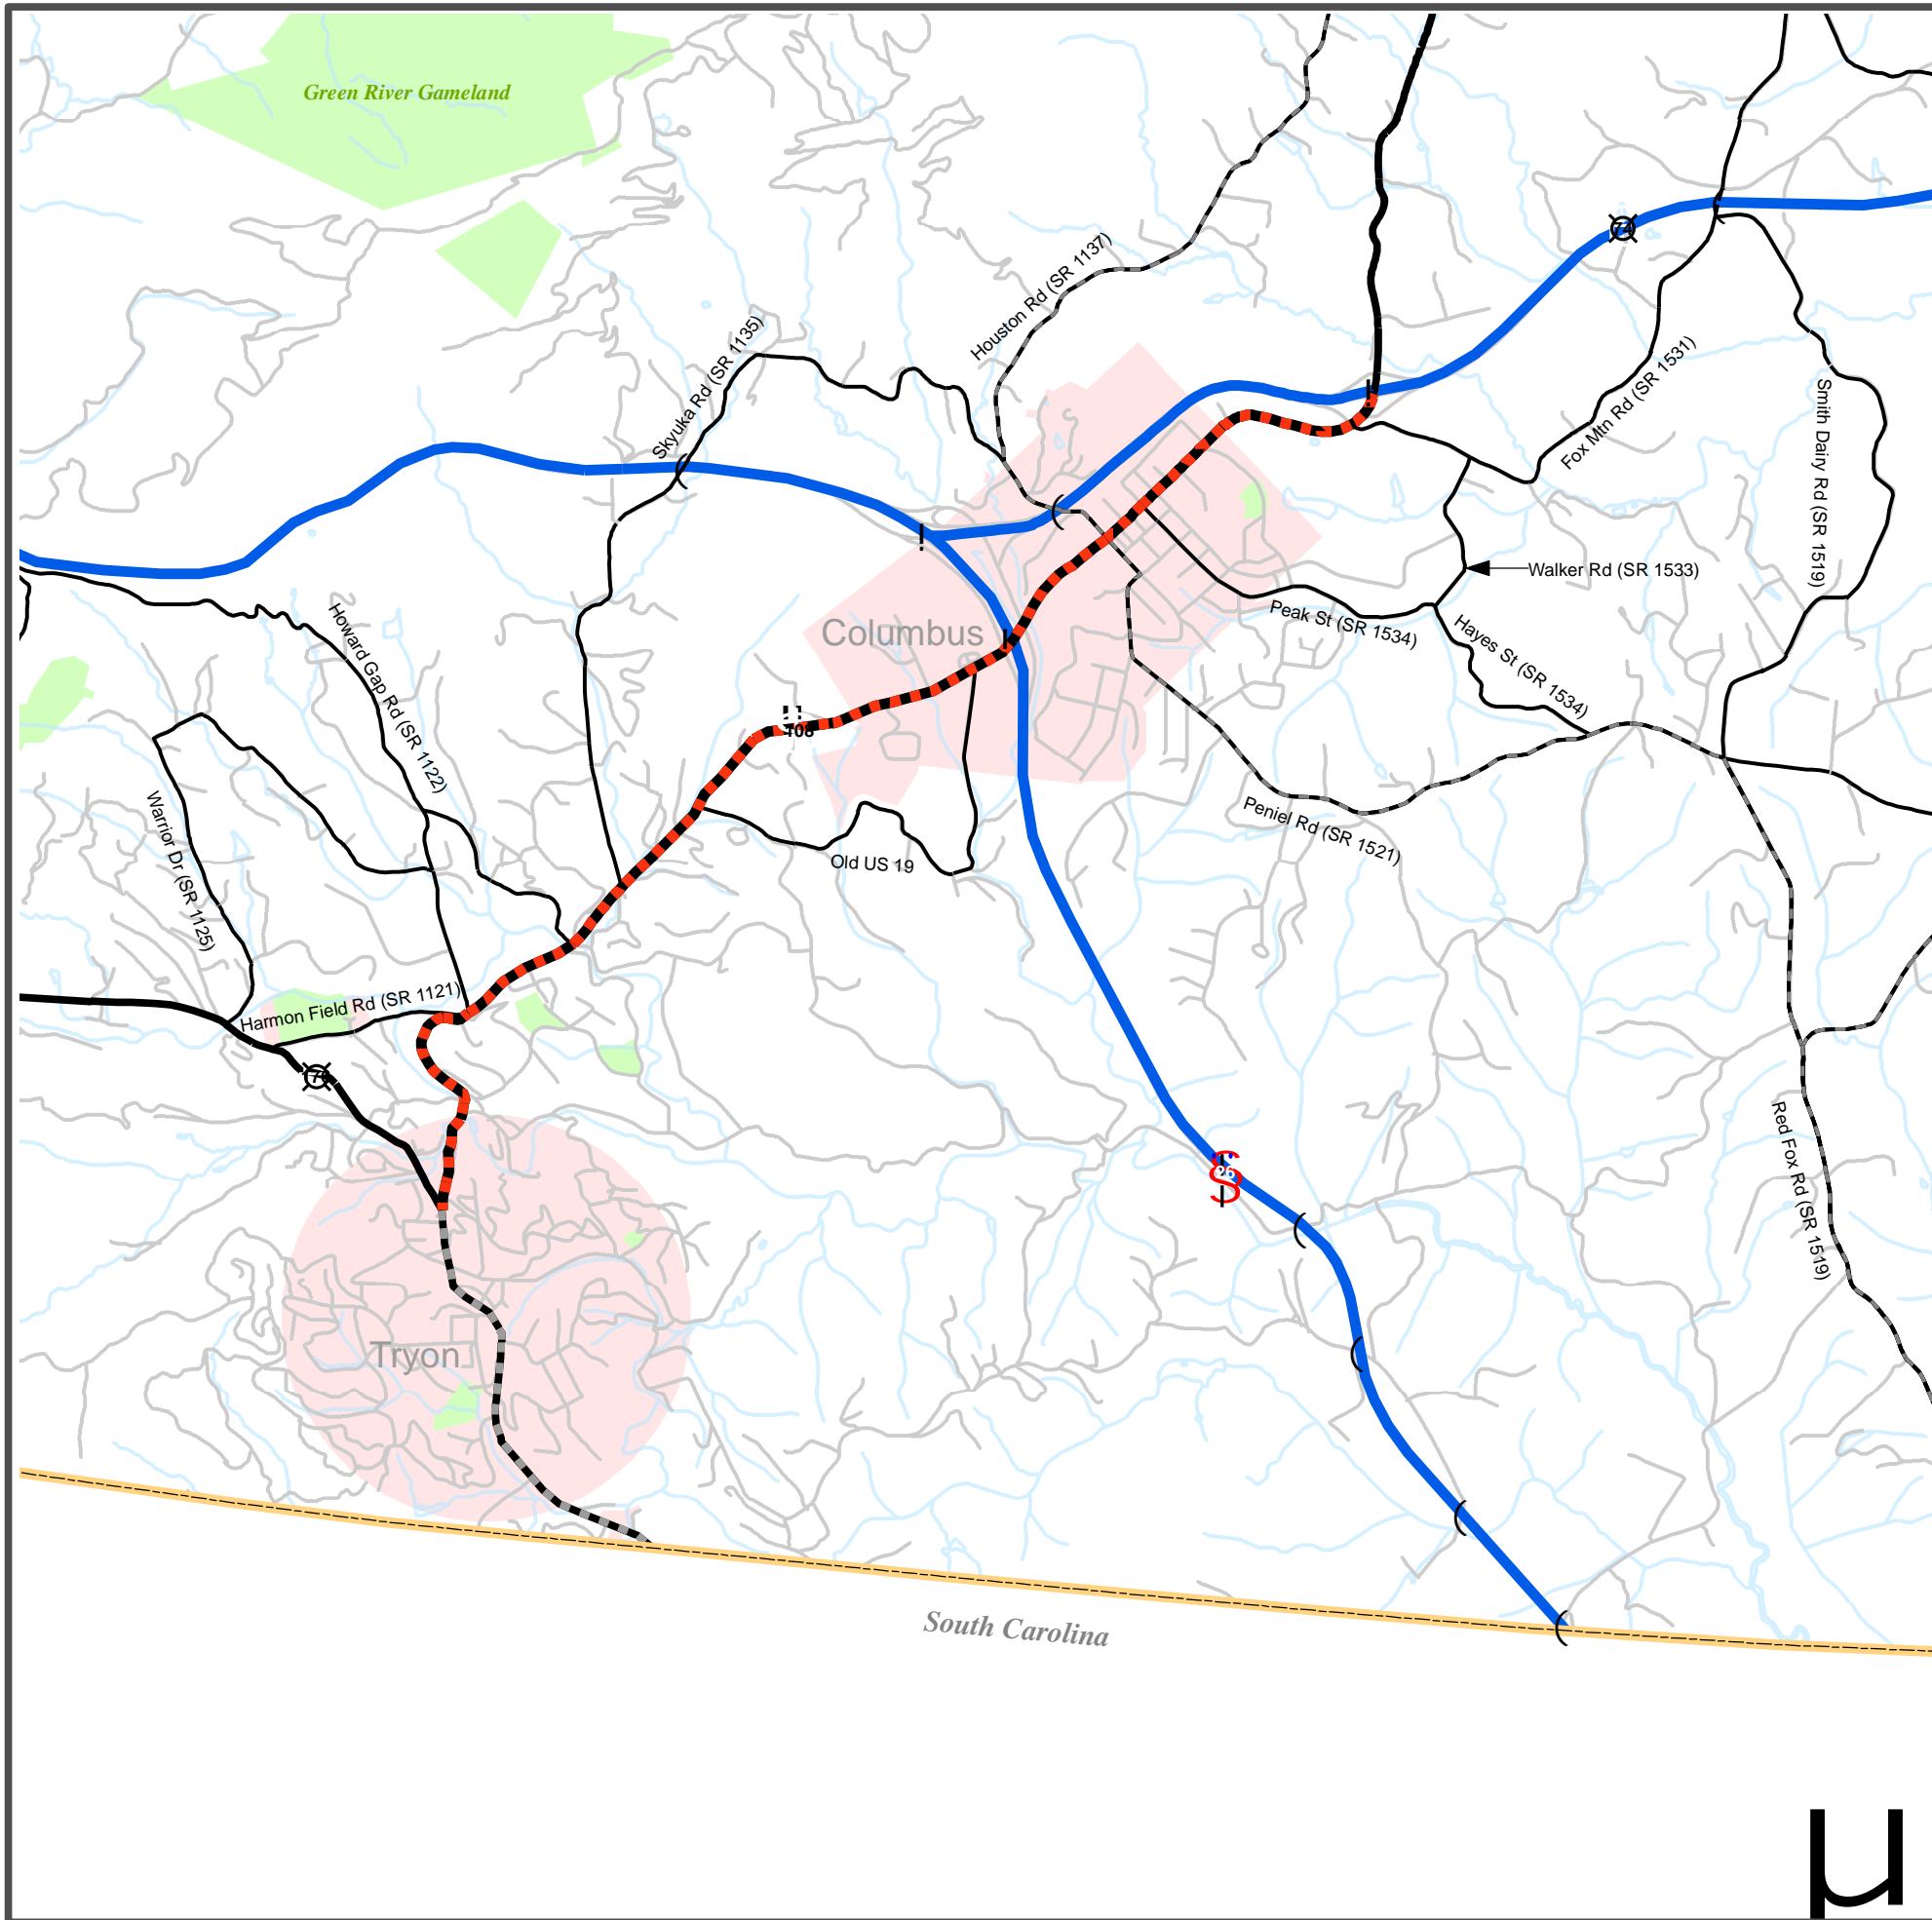 Green River Gameland
74
Houston Rd (SR 1137)
Skyuka Rd (SR 1135)
Fox Mtn Rd (SR 1531)
Smith Dairy Rd (SR 1519)
Walker Rd (SR 1533)
Peak St (SR 1534)
Hayes St (SR 1534)
Columbus
Howard Gap Rd (SR 1122)
108
Warrior Dr (SR 1125)
Peniel Rd (SR 1521)
Old US 19
Harmon Field Rd (SR 1121)
26
Red Fox Rd (SR 1519)
Tryon
South Carolina
µ